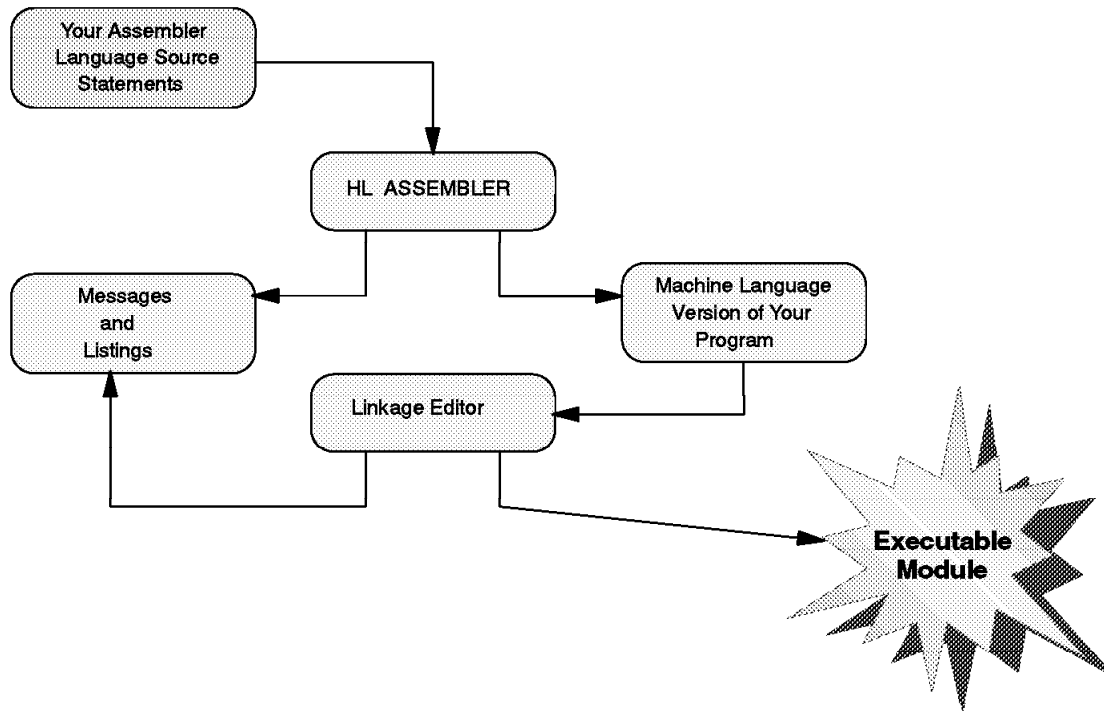 Your Assembler
Language Source
Statements
HL ASSEMBLER
Messages
and
Listings
Machine Language
Version of Your
Program
Linkage Editor
Executable
Module